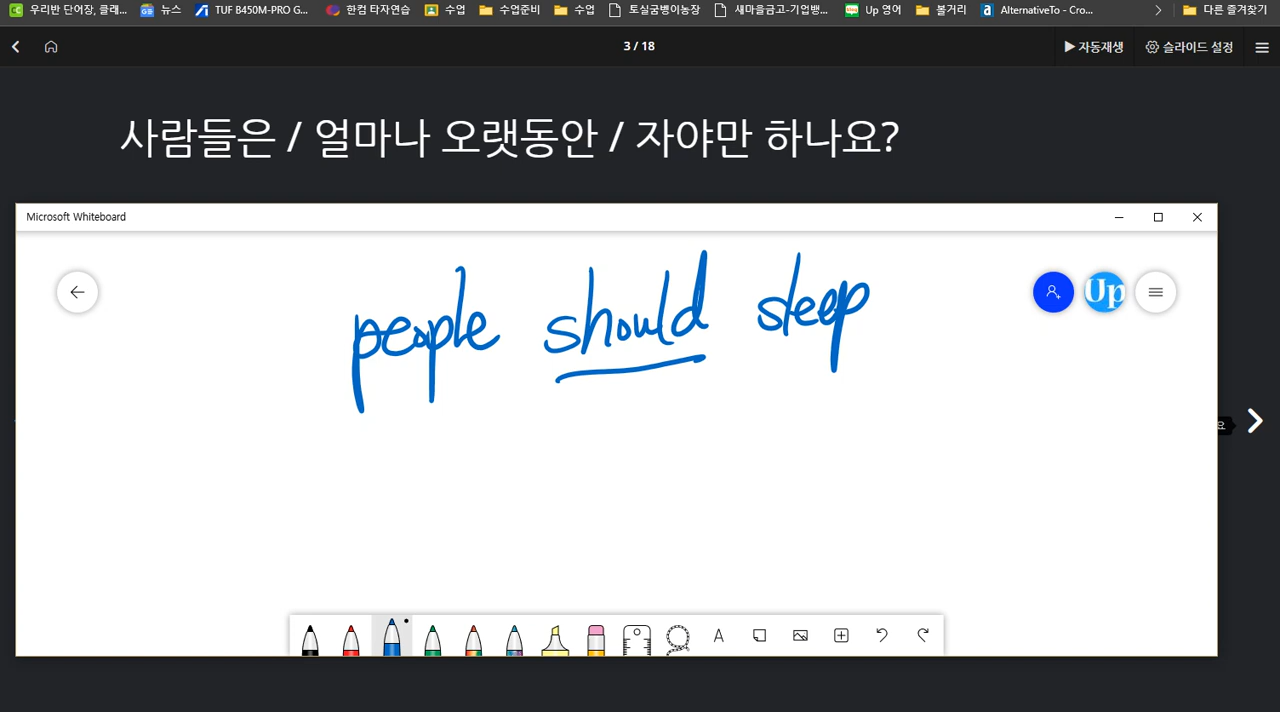 우리반 단어장, 클래... 뉴스 TUF B450M-PRO G... 한컴 타자연습 수업 수업준비 수업 토실굼벵이농장 새마을금고-기업뱅... Up 영어 볼거리 AlternativeTo - Cro... 다른 즐겨찾기
3 / 18 자동재생 슬라이드 설정
사람들은 / 얼마나 오랫동안 / 자야만 하나요?
Microsoft Whiteboard
Up
people should sleep
요